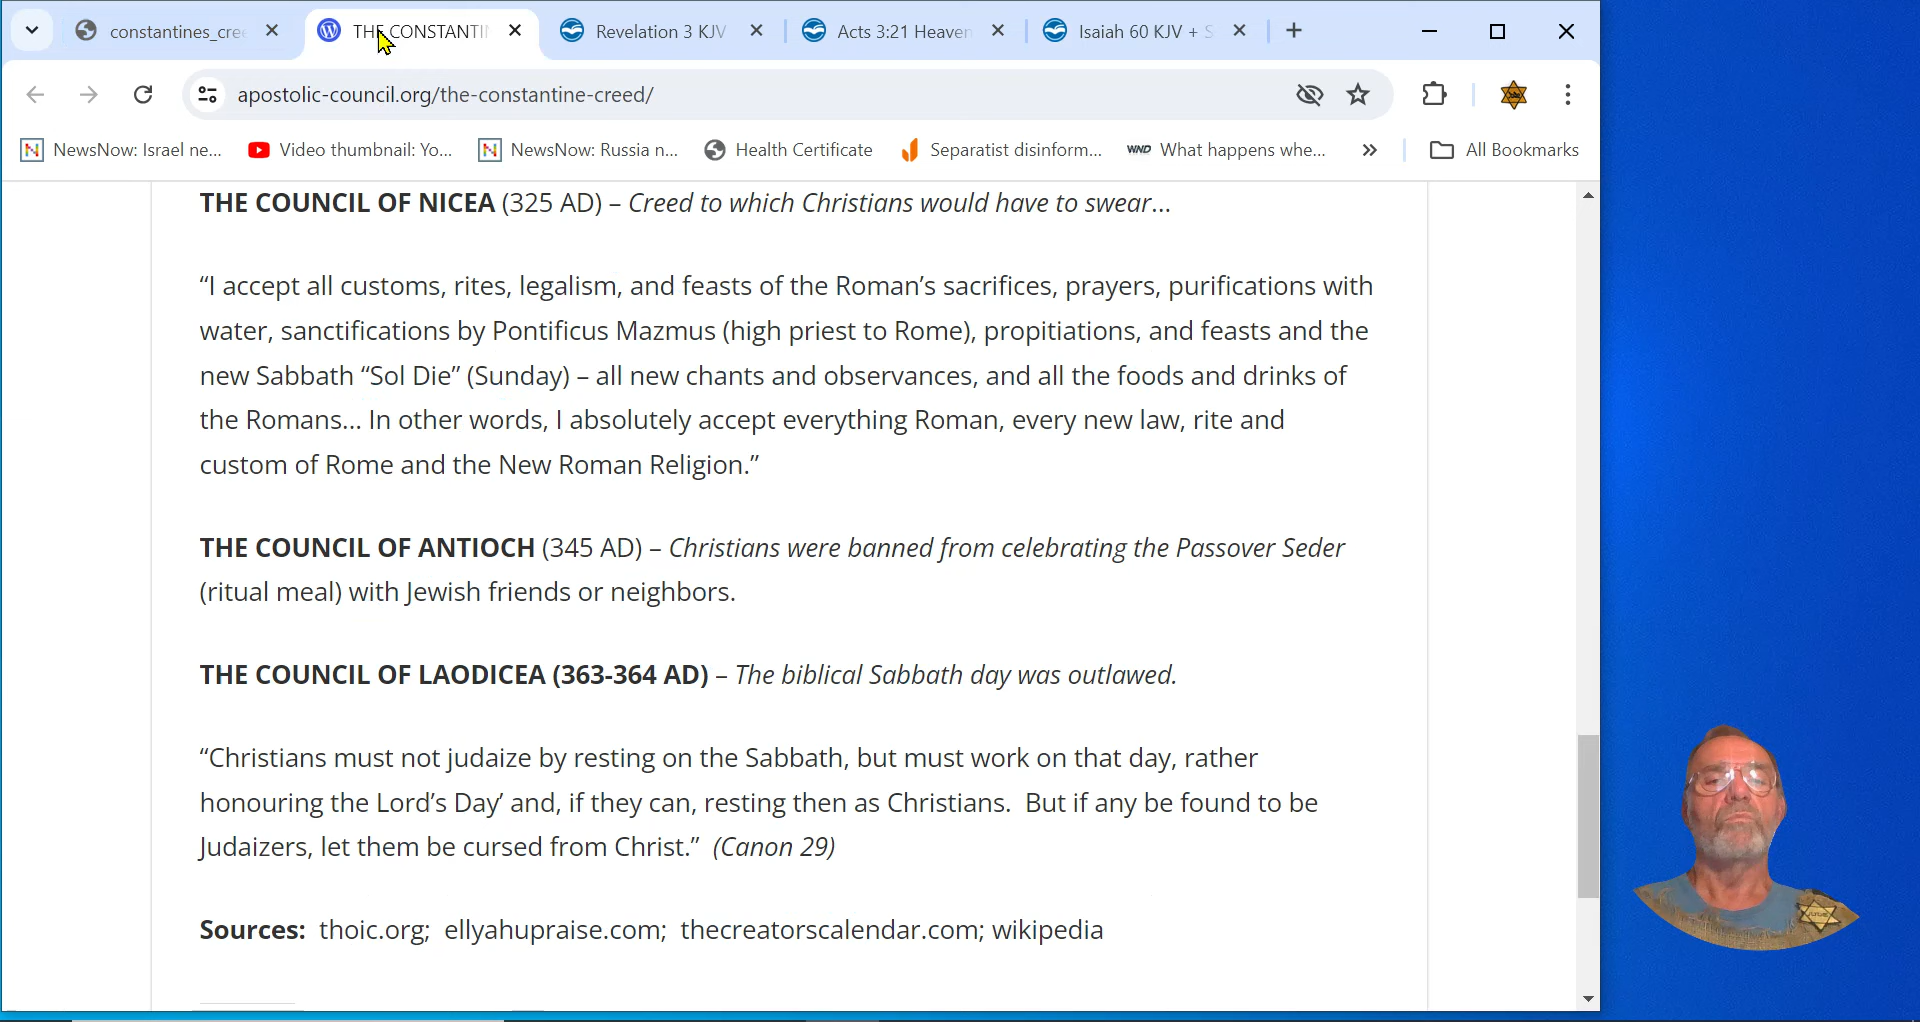 constantines_cre
THE CONSTANTIN
Revelation 3 KJV
Acts 3:21 Heaven
Isaiah 60 KJV + S
apostolic-council.org/the-constantine-creed/
NewsNow: Israel ne...
Video thumbnail: Yo...
NewsNow: Russia n...
Health Certificate
Separatist disinform...
WND What happens whe...
All Bookmarks
THE COUNCIL OF NICEA (325 AD) – Creed to which Christians would have to swear…
“I accept all customs, rites, legalism, and feasts of the Roman’s sacrifices, prayers, purifications with
water, sanctifications by Pontificus Mazmus (high priest to Rome), propitiations, and feasts and the
new Sabbath “Sol Die” (Sunday) – all new chants and observances, and all the foods and drinks of
the Romans… In other words, I absolutely accept everything Roman, every new law, rite and
custom of Rome and the New Roman Religion.”
THE COUNCIL OF ANTIOCH (345 AD) – Christians were banned from celebrating the Passover Seder
(ritual meal) with Jewish friends or neighbors.
THE COUNCIL OF LAODICEA (363-364 AD) – The biblical Sabbath day was outlawed.
“Christians must not judaize by resting on the Sabbath, but must work on that day, rather
honouring the Lord’s Day’ and, if they can, resting then as Christians.  But if any be found to be
Judaizers, let them be cursed from Christ.”  (Canon 29)
Sources:  thoic.org;  ellyahupraise.com;  thecreatorscalendar.com; wikipedia